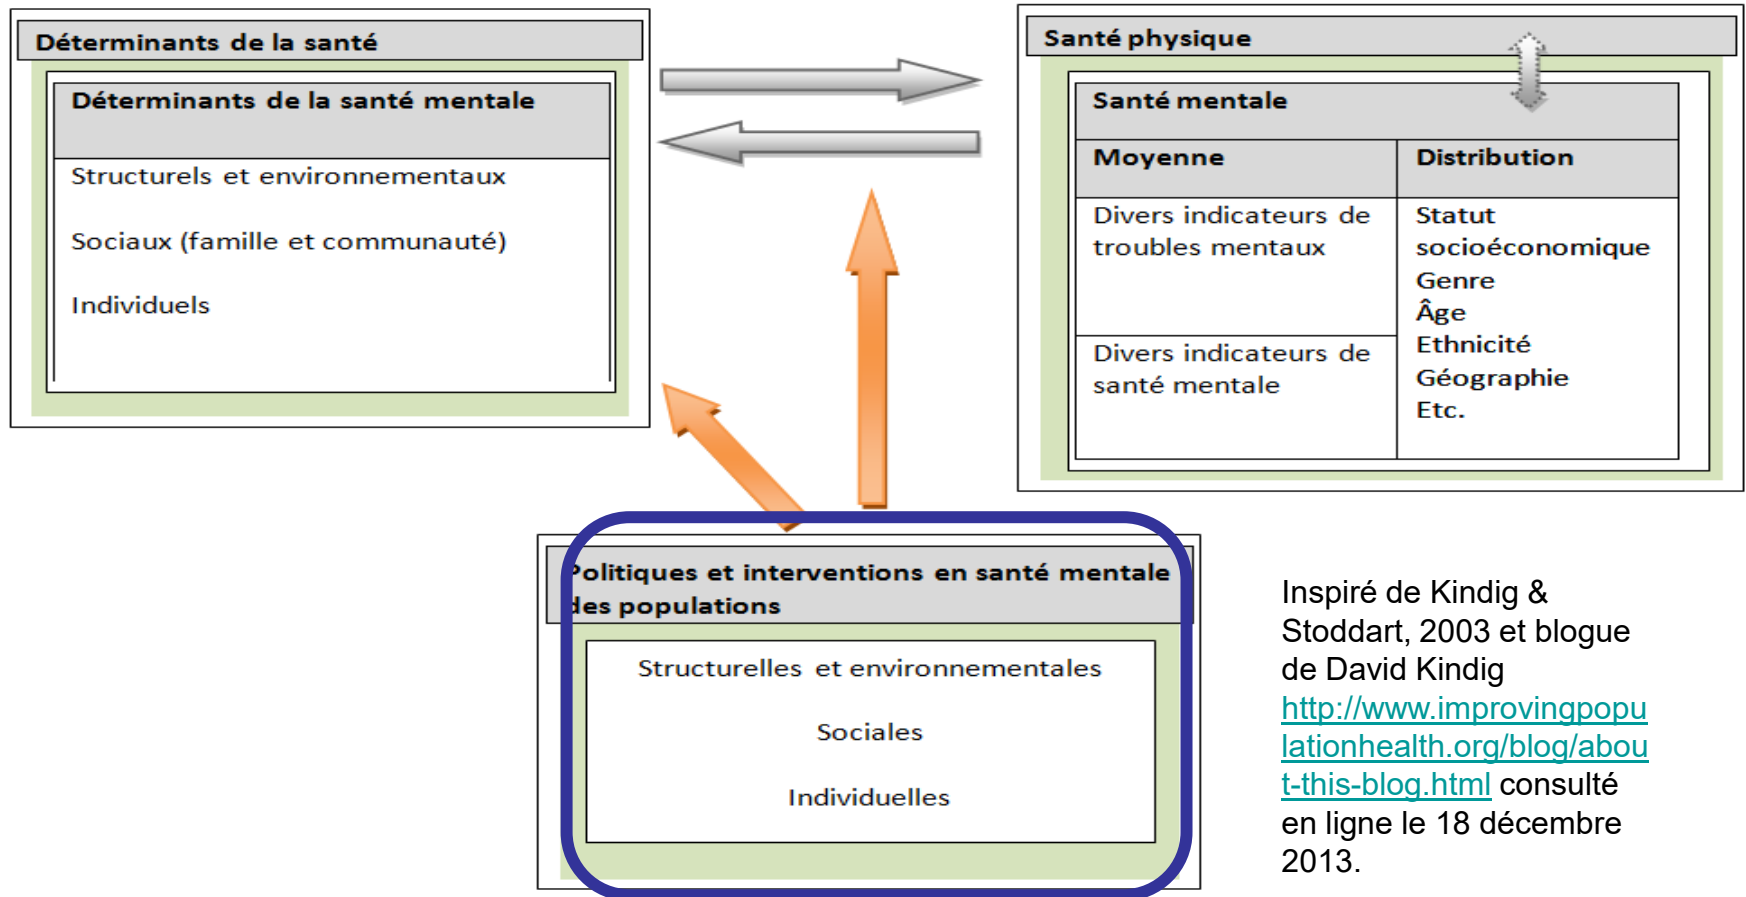 Déterminants de la santé
Déterminants de la santé mentale
Structurels et environnementaux
Sociaux (famille et communauté)
Individuels
Santé physique
Santé mentale
Moyenne
Distribution
Divers indicateurs de
troubles mentaux
Divers indicateurs de
santé mentale
Statut
socioéconomique
Genre
Âge
Ethnicité
Géographie
Etc.
Politiques et interventions en santé mentale
des populations
Structurelles et environnementales
Sociales
Individuelles
Inspiré de Kindig &
Stoddart, 2003 et blogue
de David Kindig
http://www.improvingpopu
lationhealth.org/blog/abou
t-this-blog.html consulté
en ligne le 18 décembre
2013.